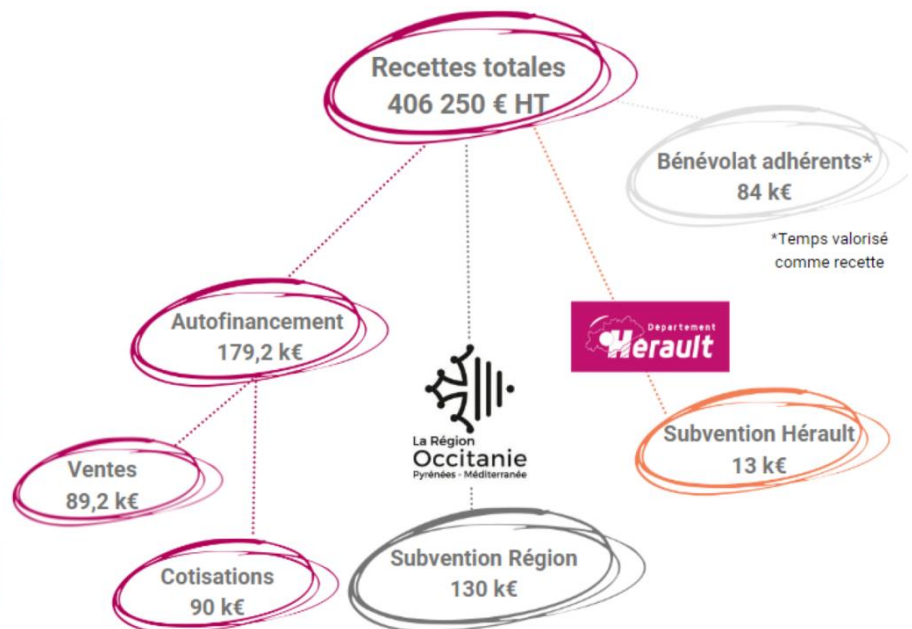 Recettes totales
406 250 € HT
Bénévolat adhérents*
84 k€
*Temps valorisé
comme recette
Autofinancement
179,2 k€
Département
Hérault
La Région
Occitanie
Pyrénées - Méditerranée
Subvention Hérault
13 k€
Ventes
89,2 k€
Cotisations
90 k€
Subvention Région
130 k€